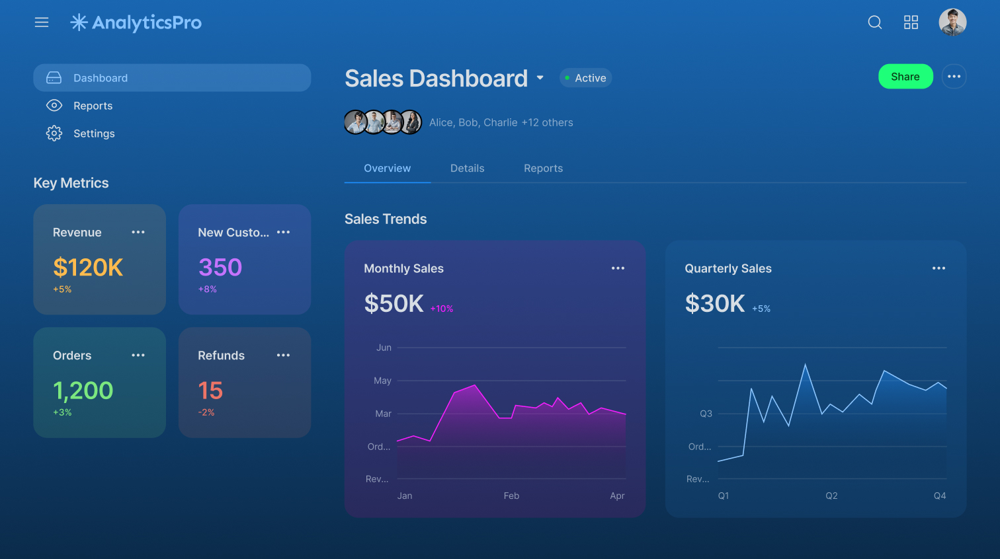 AnalyticsPro
Dashboard
Reports
Settings
Key Metrics
Revenue
$120K
+5%
New Custo...
350
+8%
Orders
1,200
+3%
Refunds
15
-2%
Sales Dashboard
Active
Share
Alice, Bob, Charlie +12 others
Overview
Details
Reports
Sales Trends
Monthly Sales
$50K +10%
Jun
May
Mar
Ord...
Rev...
Jan Feb Apr
Quarterly Sales
$30K +5%
Q3
Ord...
Rev...
Q1 Q2 Q4